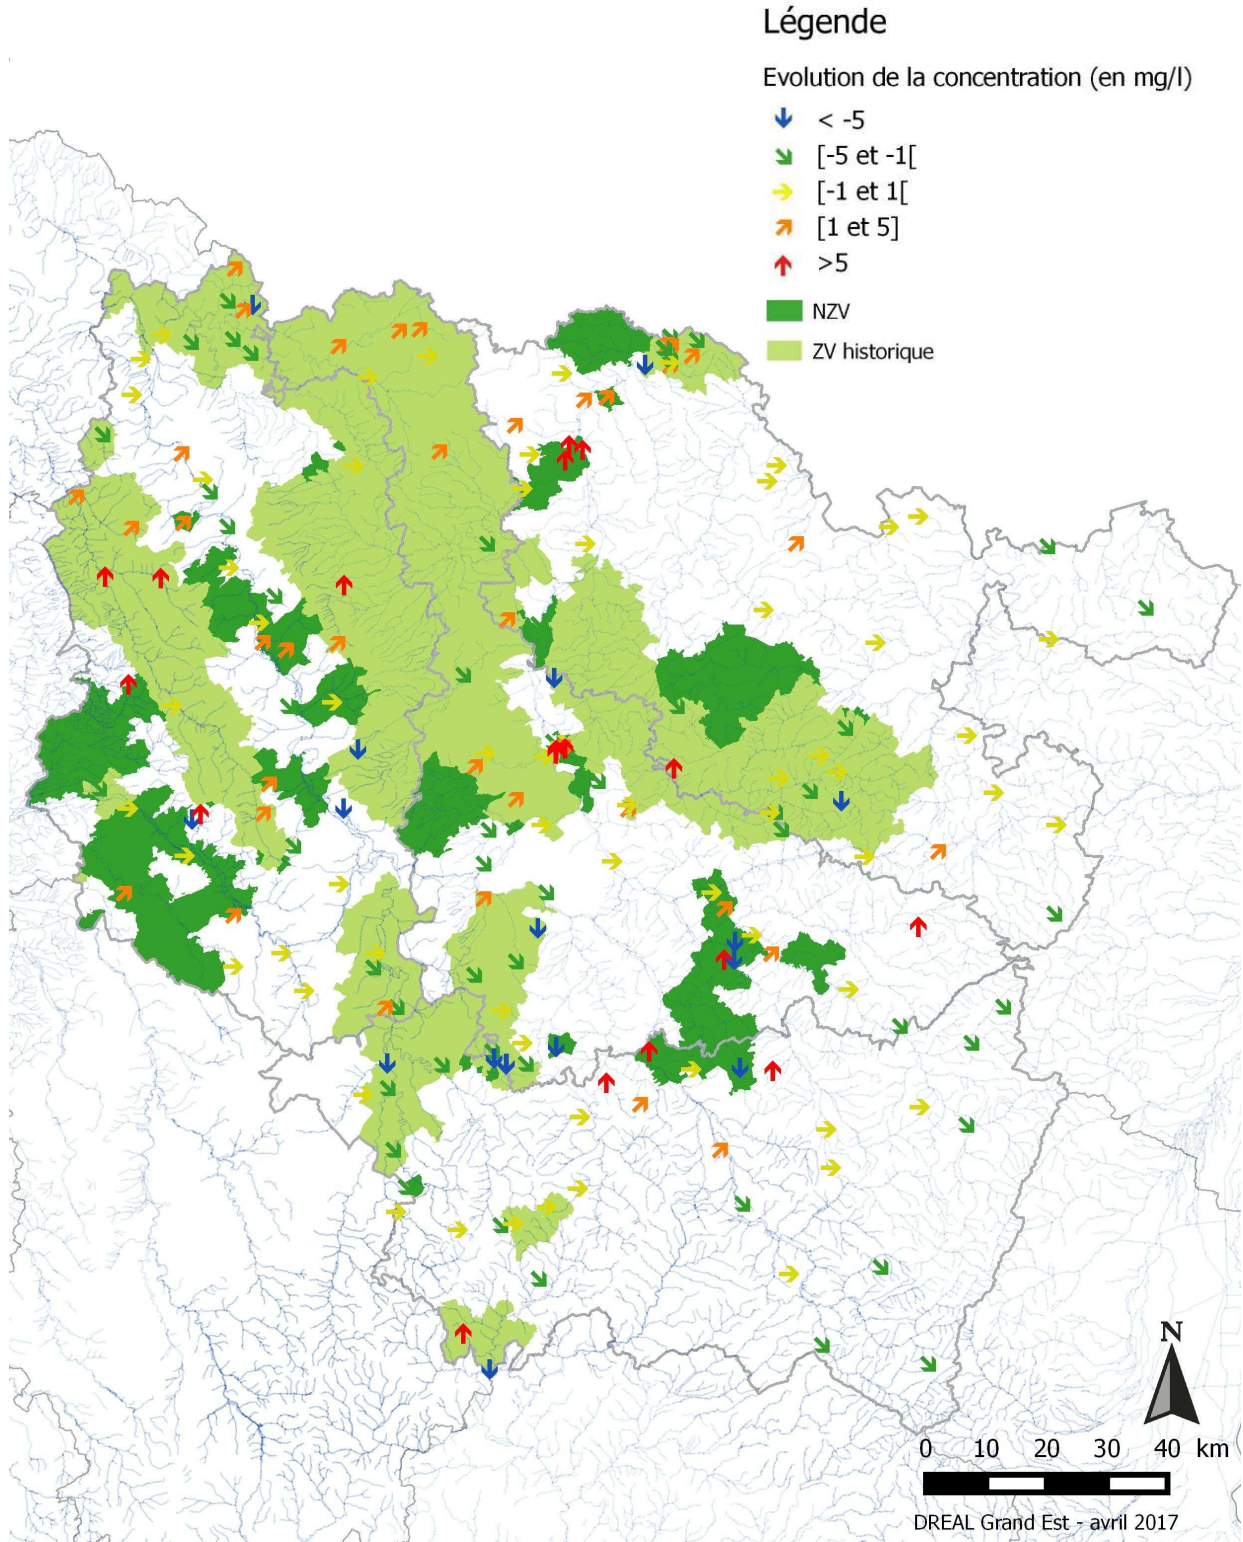 Légende
Evolution de la concentration (en mg/l)
< -5
[-5 et -1[
[-1 et 1[
[1 et 5]
>5
NZV
ZV historique
N
0 10 20 30 40 km
DREAL Grand Est - avril 2017